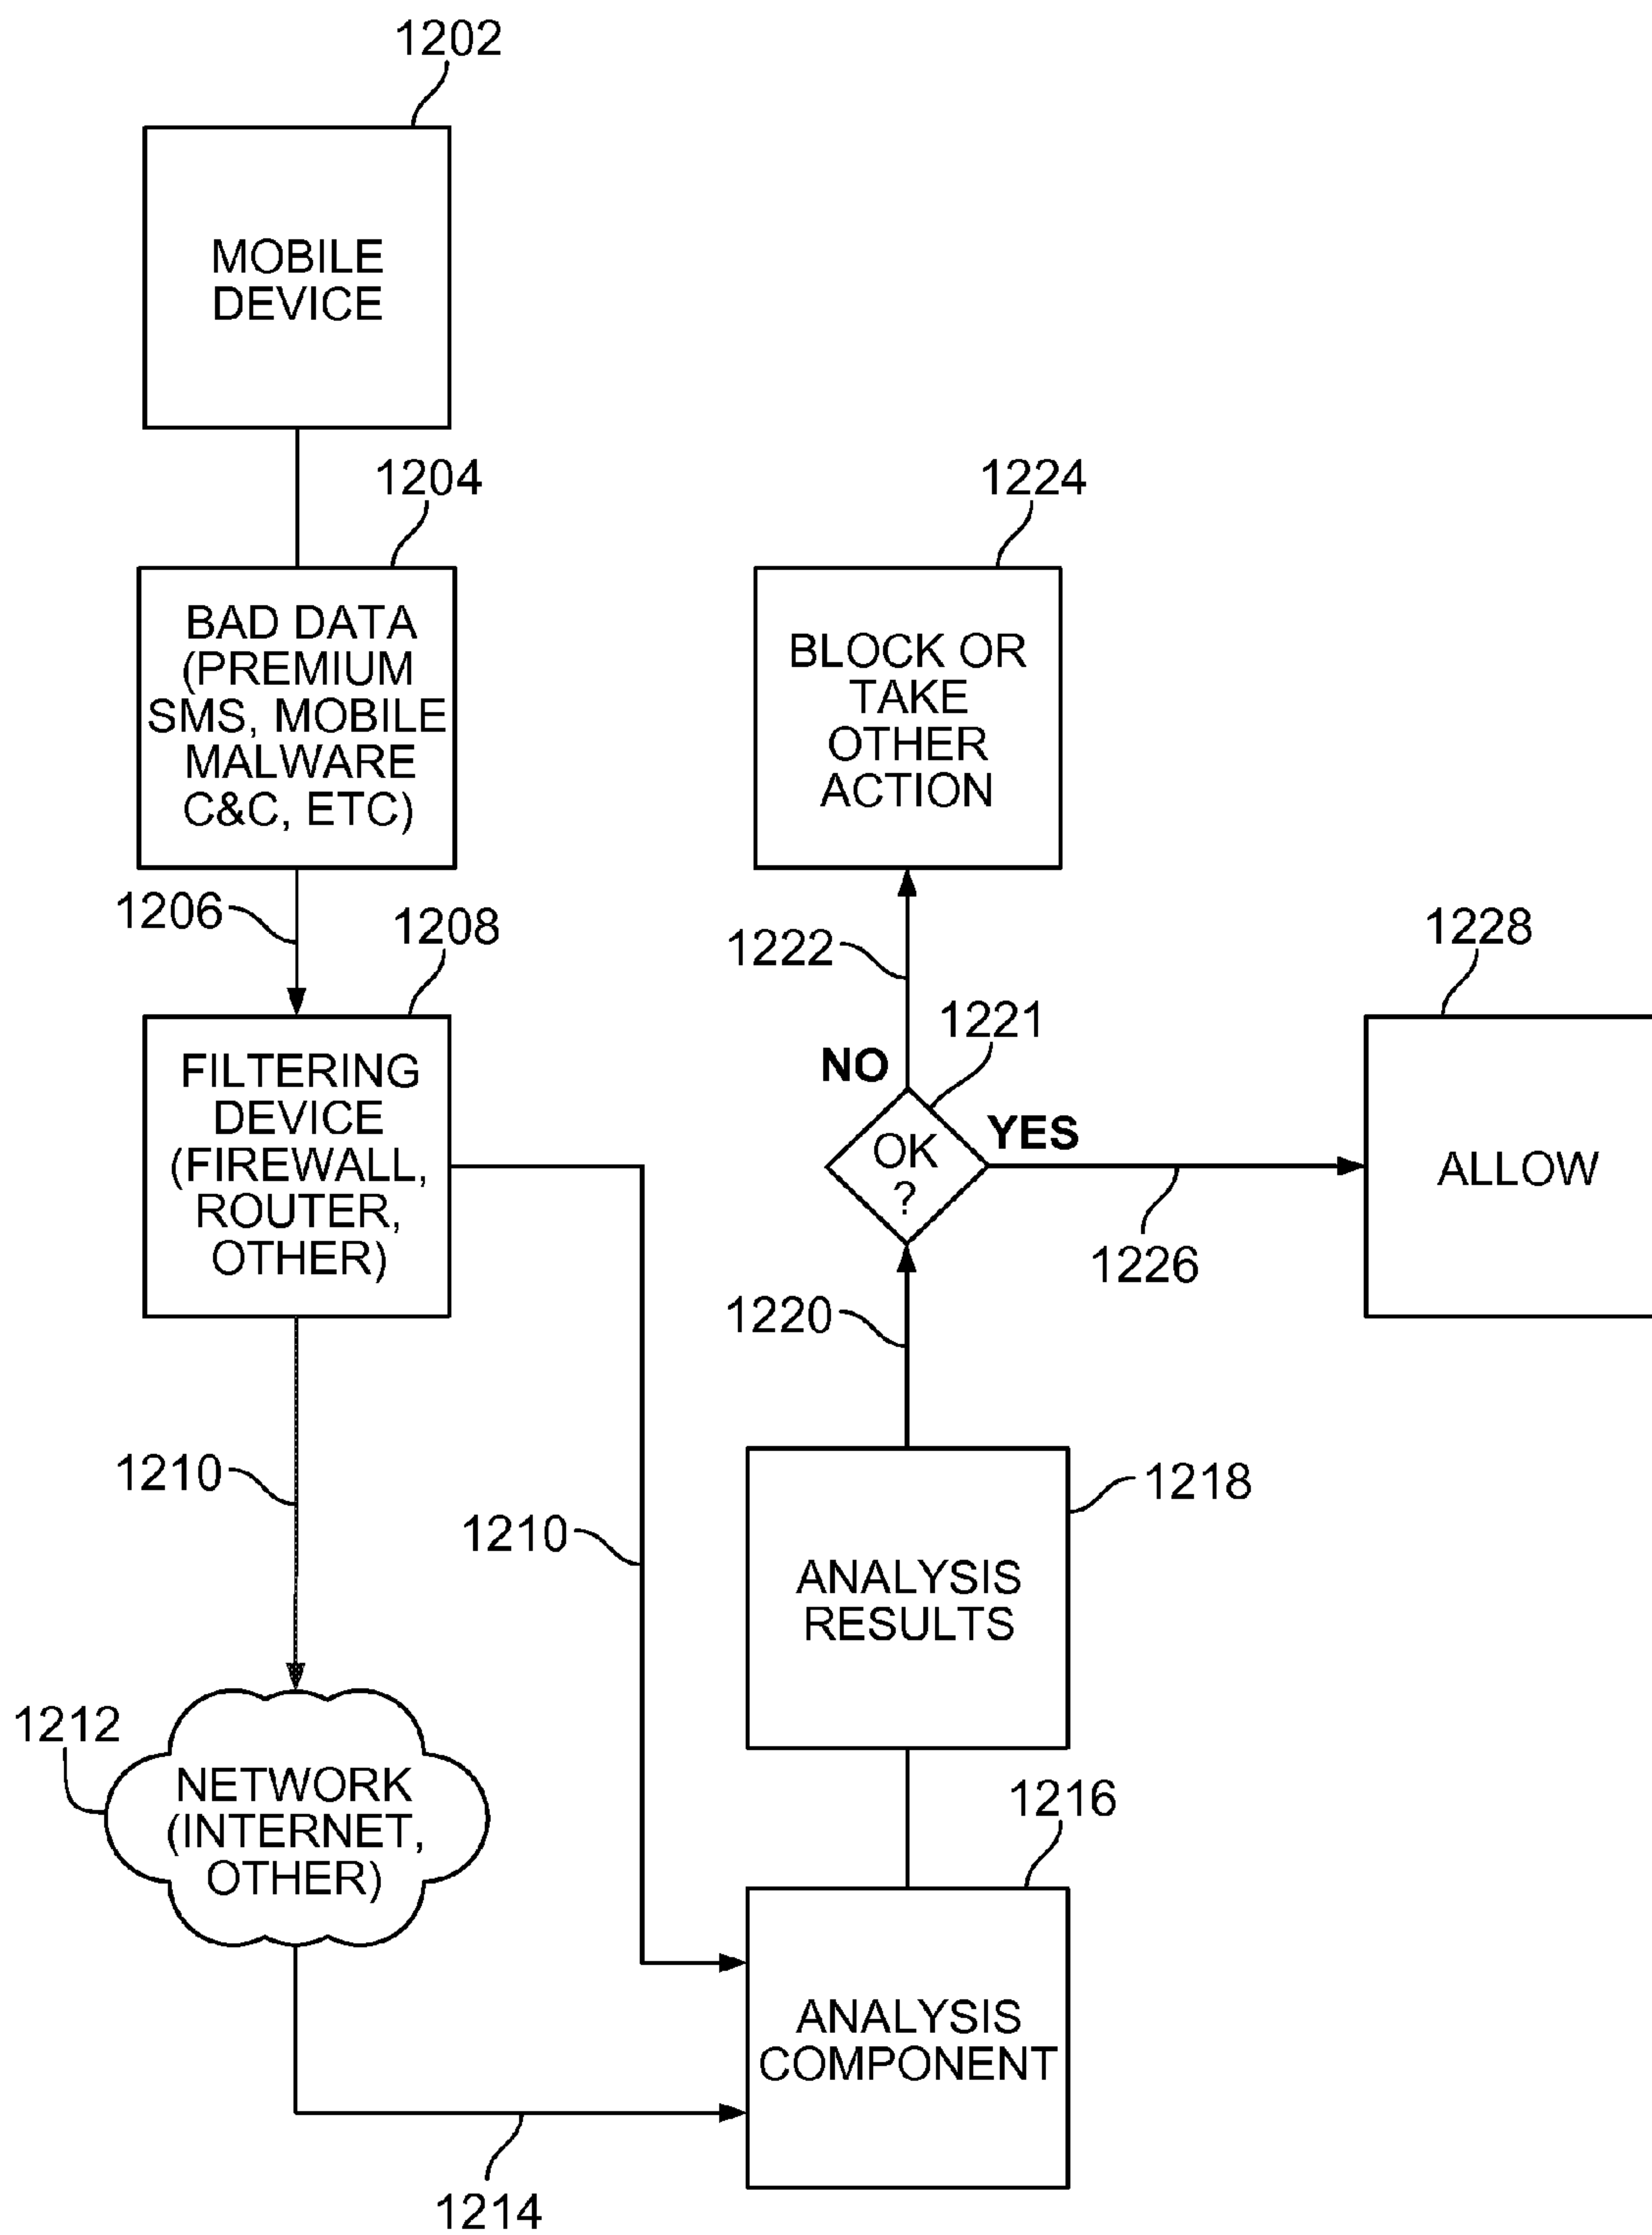 1202
MOBILE
DEVICE
1204
BAD DATA
(PREMIUM
SMS, MOBILE
MALWARE
C&C, ETC)
1206
1208
FILTERING
DEVICE
(FIREWALL,
ROUTER,
OTHER)
1210
1210
1212
NETWORK
(INTERNET,
OTHER)
1214
1216
ANALYSIS
COMPONENT
1218
ANALYSIS
RESULTS
1220
1221
OK
?
NO
1222
1224
BLOCK OR
TAKE
OTHER
ACTION
YES
1226
1228
ALLOW